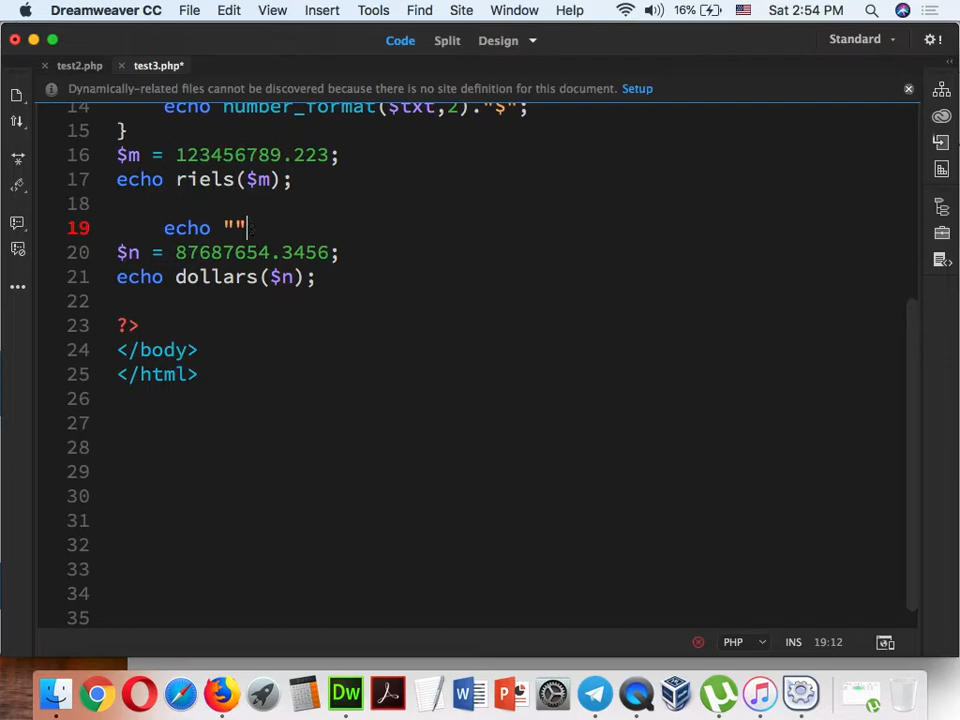 Dreamweaver CC File Edit View Insert Tools Find Site Window Help 16% Sat 2:54 PM
Code Split Design Standard
test2.php test3.php*
Dynamically-related files cannot be discovered because there is no site definition for this document. Setup
14 echo number_format($txt,2)."$";
15 }
16 $m = 123456789.223;
17 echo riels($m);
18
19 echo ""
20 $n = 87687654.3456;
21 echo dollars($n);
22
23 ?>
24 </body>
25 </html>
26
27
28
29
30
31
32
33
34
35
PHP INS 19:12
Dw W P